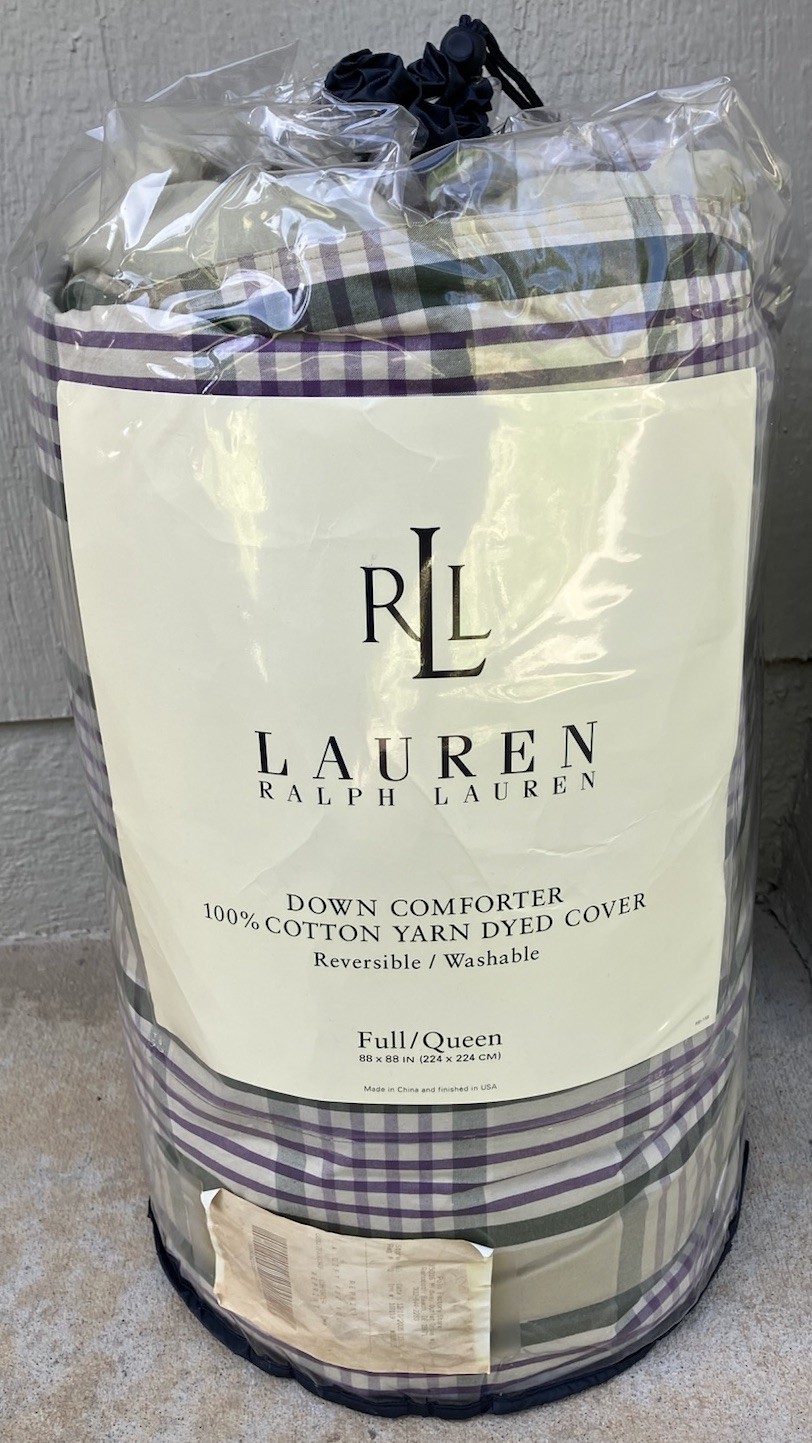 RLL
LAUREN
RALPH LAUREN
DOWN COMFORTER
100% COTTON YARN DYED COVER
Reversible / Washable
Full/Queen
88 x 88 IN (224 x 224 CM)
Made in China and finished in USA